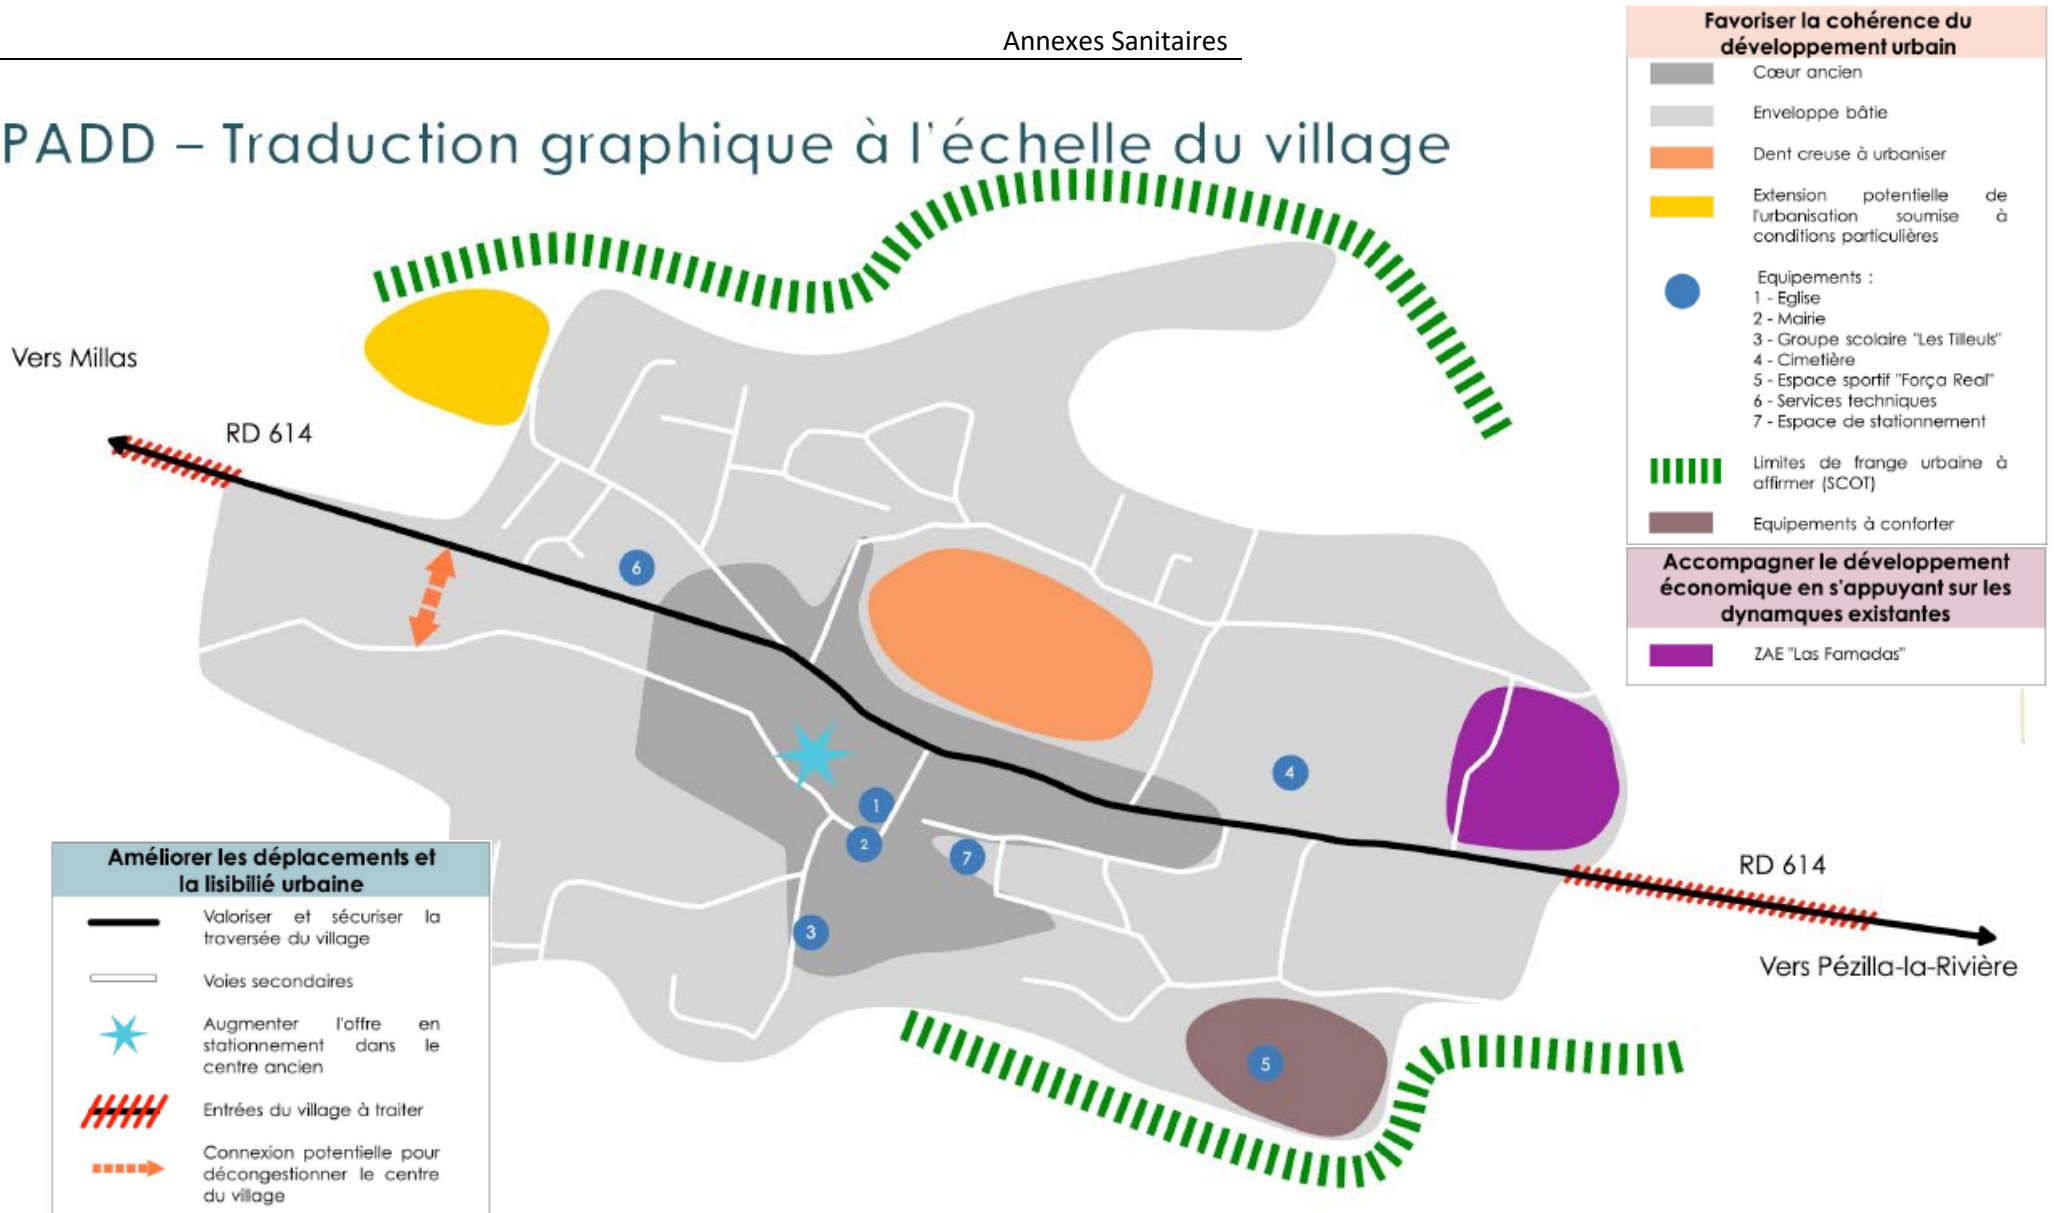 Annexes Sanitaires
PADD – Traduction graphique à l'échelle du village
Favoriser la cohérence du
développement urbain
Cœur ancien
Enveloppe bâtie
Dent creuse à urbaniser
Extension potentielle de
l'urbanisation soumise à
conditions particulières
Equipements :
1 - Eglise
2 - Mairie
3 - Groupe scolaire "Les Tilleuls"
4 - Cimetière
5 - Espace sportif "Força Real"
6 - Services techniques
7 - Espace de stationnement
Limites de frange urbaine à
affirmer (SCOT)
Equipements à conforter
Accompagner le développement
économique en s'appuyant sur les
dynamques existantes
ZAE "Las Famadas"
Vers Millas
RD 614
6
4
1
2
7
3
5
RD 614
Vers Pézilla-la-Rivière
Améliorer les déplacements et
la lisibilié urbaine
Valoriser et sécuriser la
traversée du village
Voies secondaires
Augmenter l'offre en
stationnement dans le
centre ancien
Entrées du village à traiter
Connexion potentielle pour
décongestionner le centre
du village